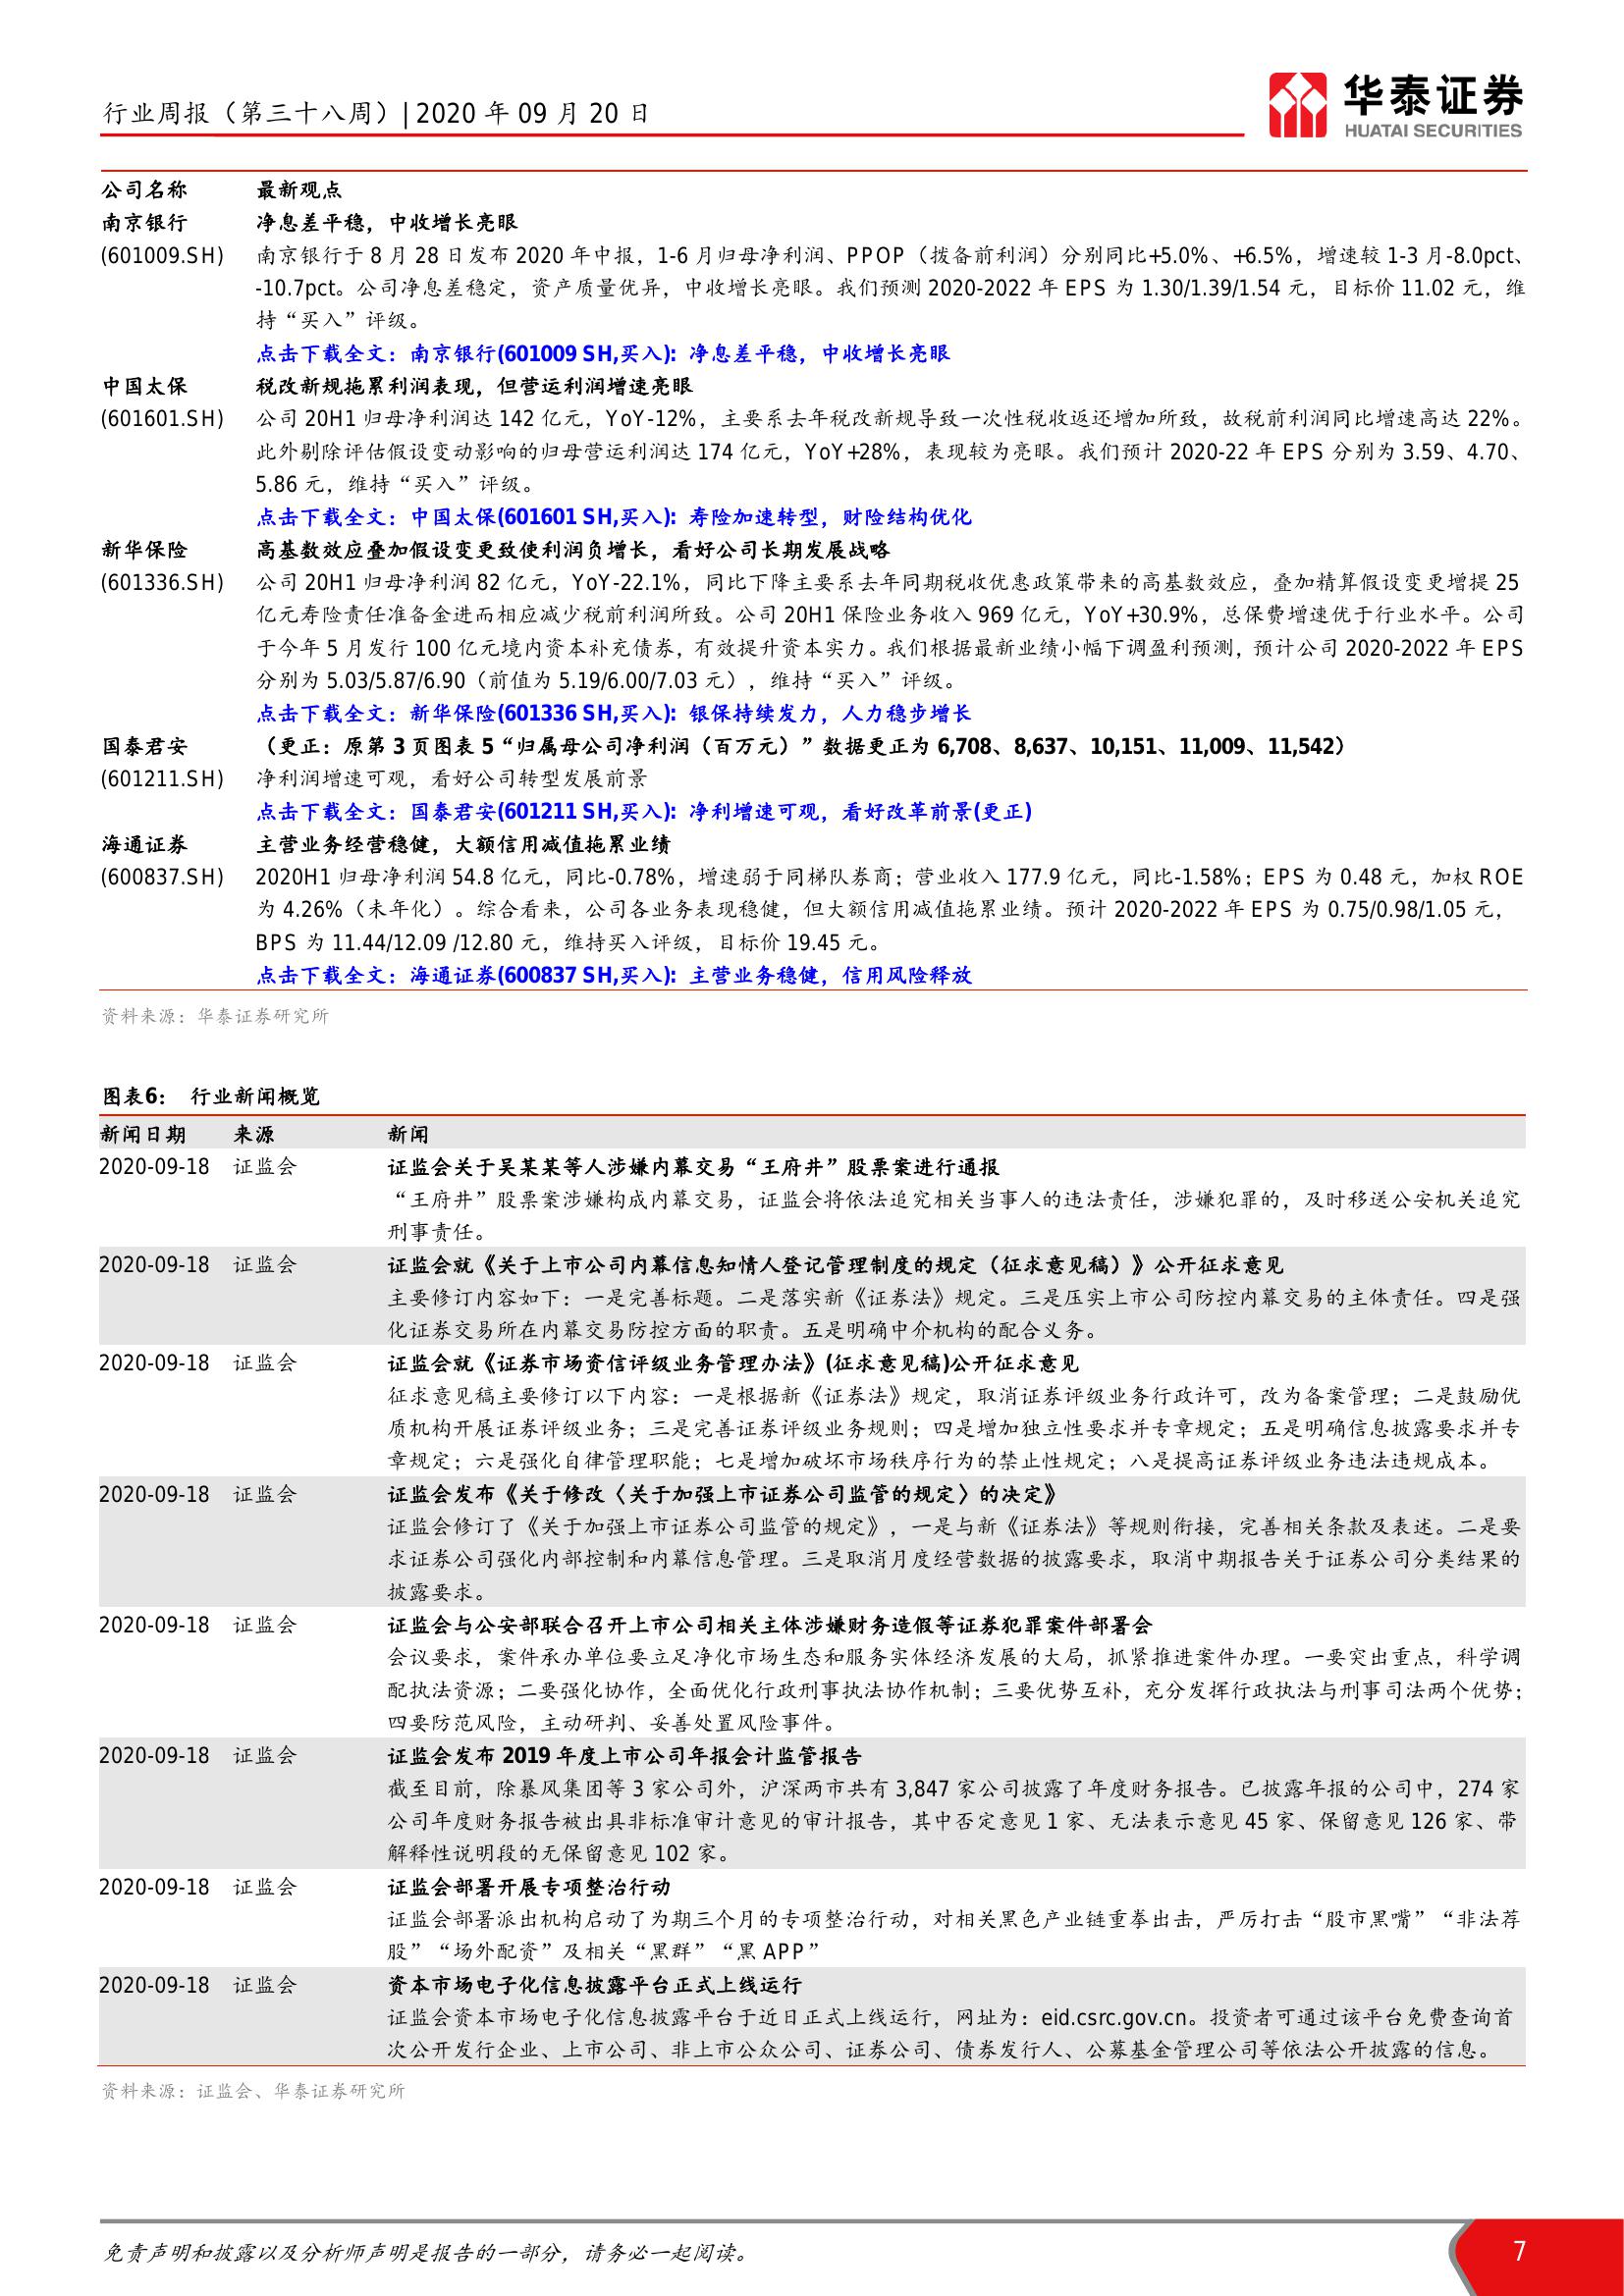 行业周报（第三十八周）| 2020 年 09 月 20 日
华泰证券
HUATAI SECURITIES
公司名称 最新观点
南京银行 净息差平稳，中收增长亮眼
(601009.SH) 南京银行于 8 月 28 日发布 2020 年中报，1-6 月归母净利润、PPOP（拨备前利润）分别同比+5.0%、+6.5%，增速较 1-3 月-8.0pct、
-10.7pct。公司净息差稳定，资产质量优异，中收增长亮眼。我们预测 2020-2022 年 EPS 为 1.30/1.39/1.54 元，目标价 11.02 元，维
持“买入”评级。
点击下载全文：南京银行(601009 SH,买入)：净息差平稳，中收增长亮眼
中国太保 税改新规拖累利润表现，但营运利润增速亮眼
(601601.SH) 公司 20H1 归母净利润达 142 亿元，YoY-12%，主要系去年税改新规导致一次性税收返还增加所致，故税前利润同比增速高达 22%。
此外剔除评估假设变动影响的归母营运利润达 174 亿元，YoY+28%，表现较为亮眼。我们预计 2020-22 年 EPS 分别为 3.59、4.70、
5.86 元，维持“买入”评级。
点击下载全文：中国太保(601601 SH,买入)：寿险加速转型，财险结构优化
新华保险 高基数效应叠加假设变更致使利润负增长，看好公司长期发展战略
(601336.SH) 公司 20H1 归母净利润 82 亿元，YoY-22.1%，同比下降主要系去年同期税收优惠政策带来的高基数效应，叠加精算假设变更增提 25
亿元寿险责任准备金进而相应减少税前利润所致。公司 20H1 保险业务收入 969 亿元，YoY+30.9%，总保费增速优于行业水平。公司
于今年 5 月发行 100 亿元境内资本补充债券，有效提升资本实力。我们根据最新业绩小幅下调盈利预测，预计公司 2020-2022 年 EPS
分别为 5.03/5.87/6.90（前值为 5.19/6.00/7.03 元），维持“买入”评级。
点击下载全文：新华保险(601336 SH,买入)：银保持续发力，人力稳步增长
国泰君安 （更正：原第 3 页图表 5“归属母公司净利润（百万元）”数据更正为 6,708、8,637、10,151、11,009、11,542）
(601211.SH) 净利润增速可观，看好公司转型发展前景
点击下载全文：国泰君安(601211 SH,买入)：净利增速可观，看好改革前景(更正)
海通证券 主营业务经营稳健，大额信用减值拖累业绩
(600837.SH) 2020H1 归母净利润 54.8 亿元，同比-0.78%，增速弱于同梯队券商；营业收入 177.9 亿元，同比-1.58%；EPS 为 0.48 元，加权 ROE
为 4.26%（未年化）。综合看来，公司各业务表现稳健，但大额信用减值拖累业绩。预计 2020-2022 年 EPS 为 0.75/0.98/1.05 元，
BPS 为 11.44/12.09 /12.80 元，维持买入评级，目标价 19.45 元。
点击下载全文：海通证券(600837 SH,买入)：主营业务稳健，信用风险释放
资料来源：华泰证券研究所
图表6： 行业新闻概览
新闻日期 来源 新闻
2020-09-18 证监会 证监会关于吴某某等人涉嫌内幕交易“王府井”股票案进行通报
“王府井”股票案涉嫌构成内幕交易，证监会将依法追究相关当事人的违法责任，涉嫌犯罪的，及时移送公安机关追究
刑事责任。
2020-09-18 证监会 证监会就《关于上市公司内幕信息知情人登记管理制度的规定（征求意见稿）》公开征求意见
主要修订内容如下：一是完善标题。二是落实新《证券法》规定。三是压实上市公司防控内幕交易的主体责任。四是强
化证券交易所在内幕交易防控方面的职责。五是明确中介机构的配合义务。
2020-09-18 证监会 证监会就《证券市场资信评级业务管理办法》(征求意见稿)公开征求意见
征求意见稿主要修订以下内容：一是根据新《证券法》规定，取消证券评级业务行政许可，改为备案管理；二是鼓励优
质机构开展证券评级业务；三是完善证券评级业务规则；四是增加独立性要求并专章规定；五是明确信息披露要求并专
章规定；六是强化自律管理职能；七是增加破坏市场秩序行为的禁止性规定；八是提高证券评级业务违法违规成本。
2020-09-18 证监会 证监会发布《关于修改〈关于加强上市证券公司监管的规定〉的决定》
证监会修订了《关于加强上市证券公司监管的规定》，一是与新《证券法》等规则衔接，完善相关条款及表述。二是要
求证券公司强化内部控制和内幕信息管理。三是取消月度经营数据的披露要求，取消中期报告关于证券公司分类结果的
披露要求。
2020-09-18 证监会 证监会与公安部联合召开上市公司相关主体涉嫌财务造假等证券犯罪案件部署会
会议要求，案件承办单位要立足净化市场生态和服务实体经济发展的大局，抓紧推进案件办理。一要突出重点，科学调
配执法资源；二要强化协作，全面优化行政刑事执法协作机制；三要优势互补，充分发挥行政执法与刑事司法两个优势；
四要防范风险，主动研判、妥善处置风险事件。
2020-09-18 证监会 证监会发布 2019 年度上市公司年报会计监管报告
截至目前，除暴风集团等 3 家公司外，沪深两市共有 3,847 家公司披露了年度财务报告。已披露年报的公司中，274 家
公司年度财务报告被出具非标准审计意见的审计报告，其中否定意见 1 家、无法表示意见 45 家、保留意见 126 家、带
解释性说明段的无保留意见 102 家。
2020-09-18 证监会 证监会部署开展专项整治行动
证监会部署派出机构启动了为期三个月的专项整治行动，对相关黑色产业链重拳出击，严厉打击“股市黑嘴”“非法荐
股”“场外配资”及相关“黑群”“黑 APP”
2020-09-18 证监会 资本市场电子化信息披露平台正式上线运行
证监会资本市场电子化信息披露平台于近日正式上线运行，网址为：eid.csrc.gov.cn。投资者可通过该平台免费查询首
次公开发行企业、上市公司、非上市公众公司、证券公司、债券发行人、公募基金管理公司等依法公开披露的信息。
资料来源：证监会、华泰证券研究所
免责声明和披露以及分析师声明是报告的一部分，请务必一起阅读。 7